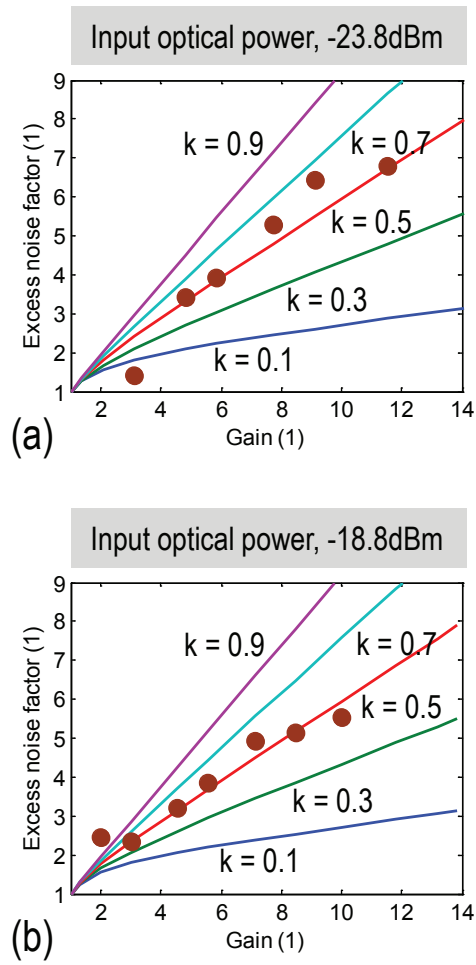 Input optical power, -23.8dBm
9
8
7
6
5
4
3
2
1
Excess noise factor (1)
k = 0.9
k = 0.7
k = 0.5
k = 0.3
k = 0.1
2 4 6 8 10 12 14
Gain (1)
(a)
Input optical power, -18.8dBm
9
8
7
6
5
4
3
2
1
Excess noise factor (1)
k = 0.9
k = 0.7
k = 0.5
k = 0.3
k = 0.1
2 4 6 8 10 12 14
Gain (1)
(b)